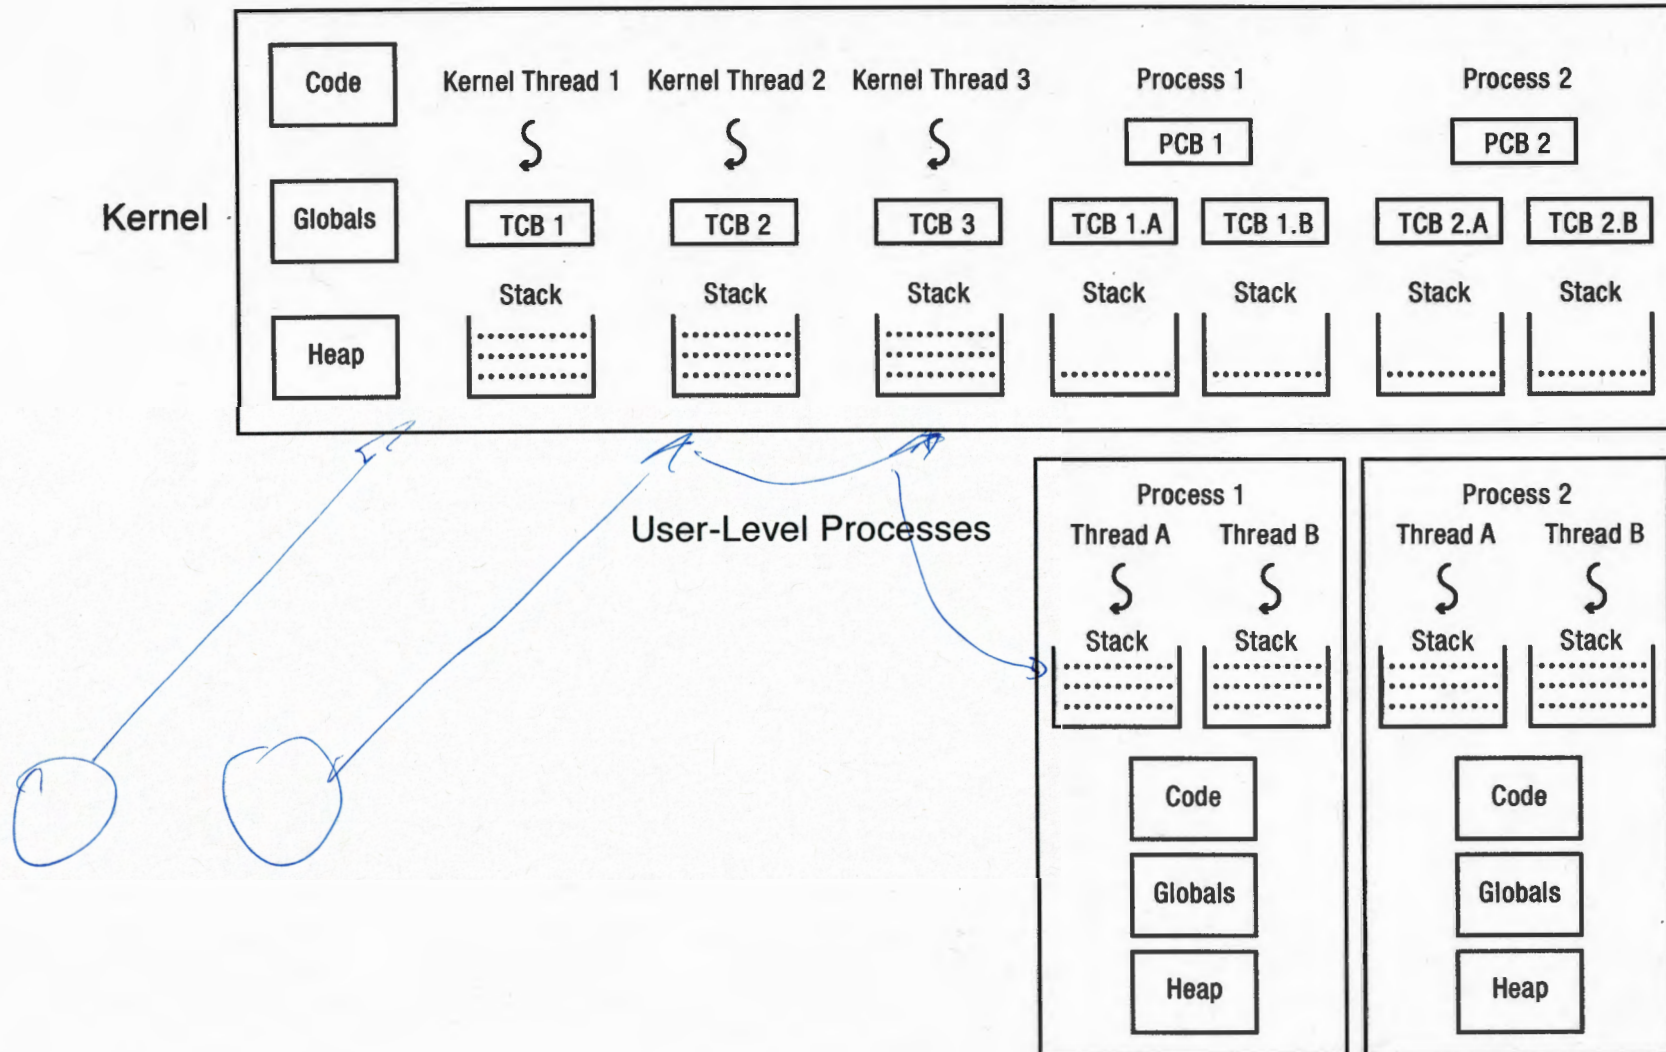 Code
Kernel Thread 1 Kernel Thread 2 Kernel Thread 3 Process 1 Process 2
PCB 1 PCB 2
Kernel
Globals
TCB 1 TCB 2 TCB 3 TCB 1.A TCB 1.B TCB 2.A TCB 2.B
Stack Stack Stack Stack Stack Stack Stack
Heap
User-Level Processes
Process 1 Process 2
Thread A Thread B Thread A Thread B
Stack Stack Stack Stack
Code Code
Globals Globals
Heap Heap